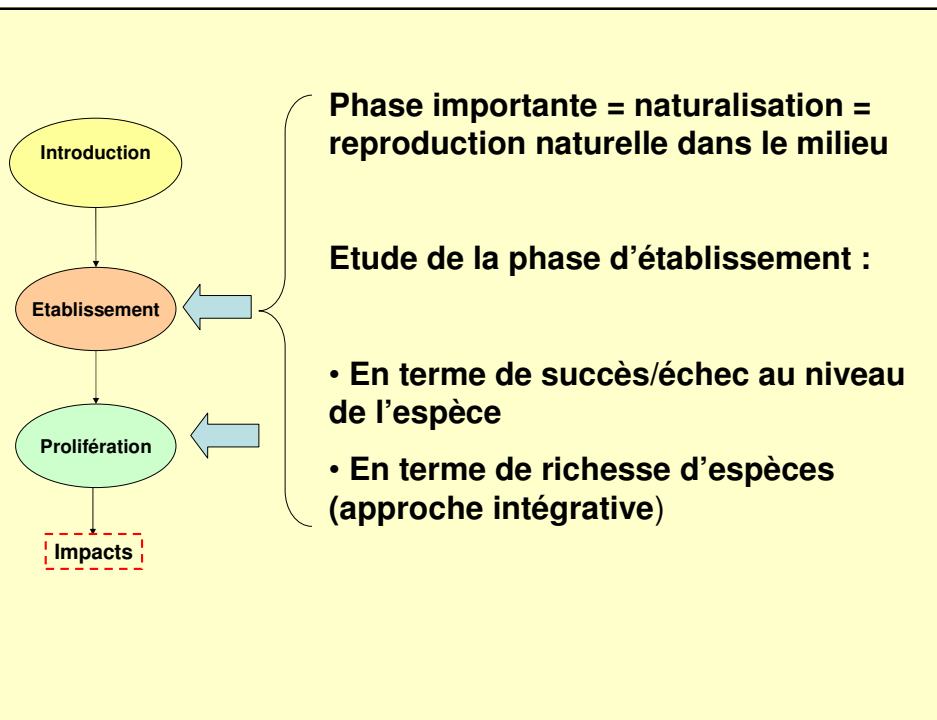 Introduction
Etablissement
Prolifération
Impacts
Phase importante = naturalisation =
reproduction naturelle dans le milieu
Etude de la phase d’établissement :
• En terme de succès/échec au niveau
de l’espèce
• En terme de richesse d’espèces
(approche intégrative)